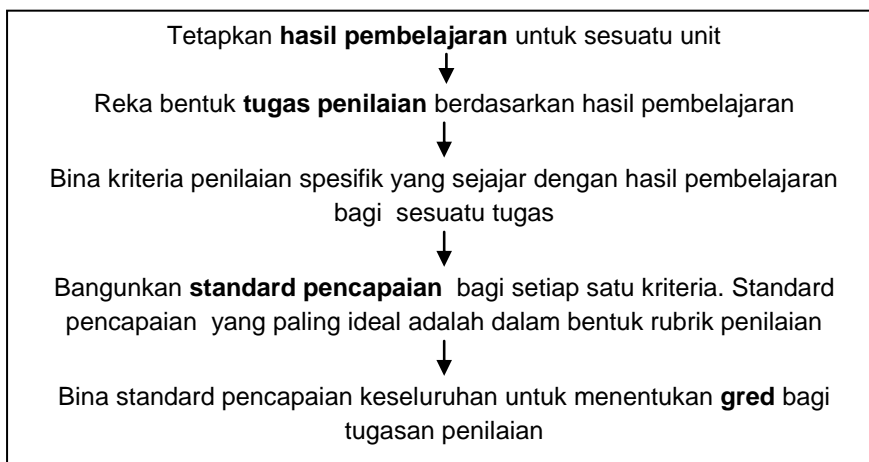 Tetapkan hasil pembelajaran untuk sesuatu unit
Reka bentuk tugas penilaian berdasarkan hasil pembelajaran
Bina kriteria penilaian spesifik yang sejajar dengan hasil pembelajaran
bagi sesuatu tugas
Bangunkan standard pencapaian bagi setiap satu kriteria. Standard
pencapaian yang paling ideal adalah dalam bentuk rubrik penilaian
Bina standard pencapaian keseluruhan untuk menentukan gred bagi
tugasan penilaian